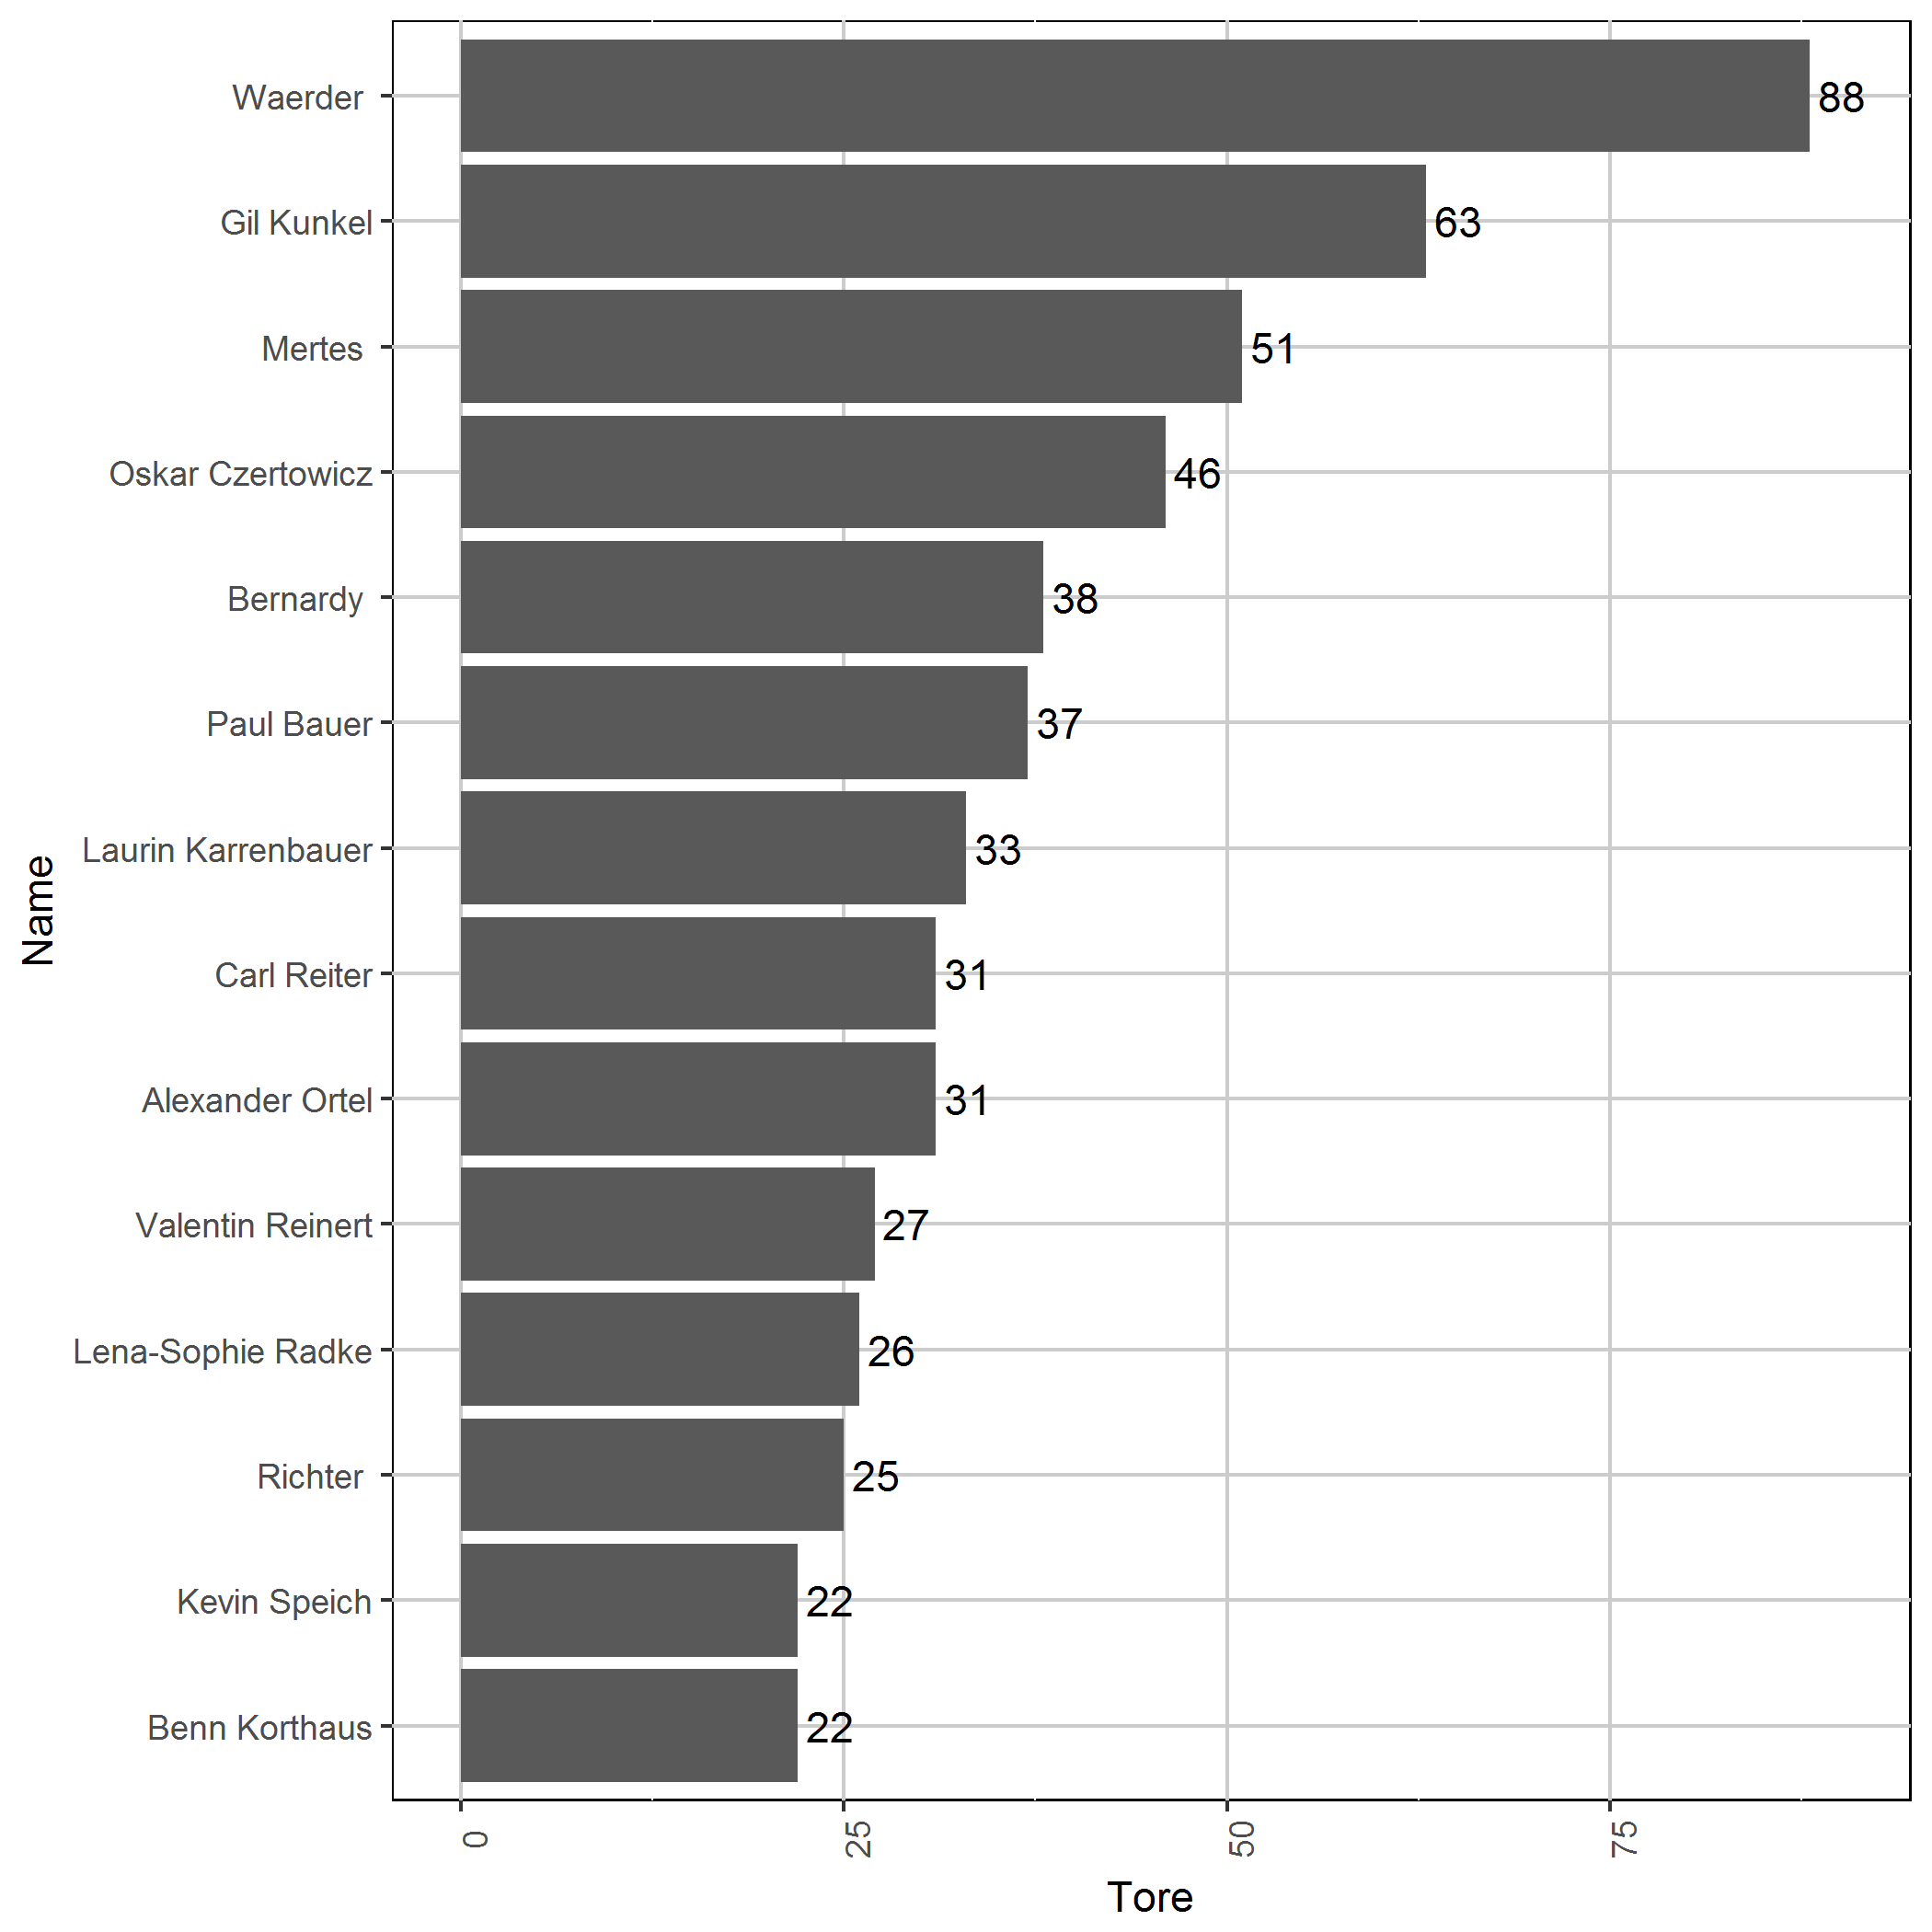 Waerder 88
Gil Kunkel 63
Mertes 51
Oskar Czertowicz 46
Bernardy 38
Paul Bauer 37
Laurin Karrenbauer 33
Name
Carl Reiter 31
Alexander Ortel 31
Valentin Reinert 27
Lena-Sophie Radke 26
Richter 25
Kevin Speich 22
Benn Korthaus 22
0 25 50 75
Tore